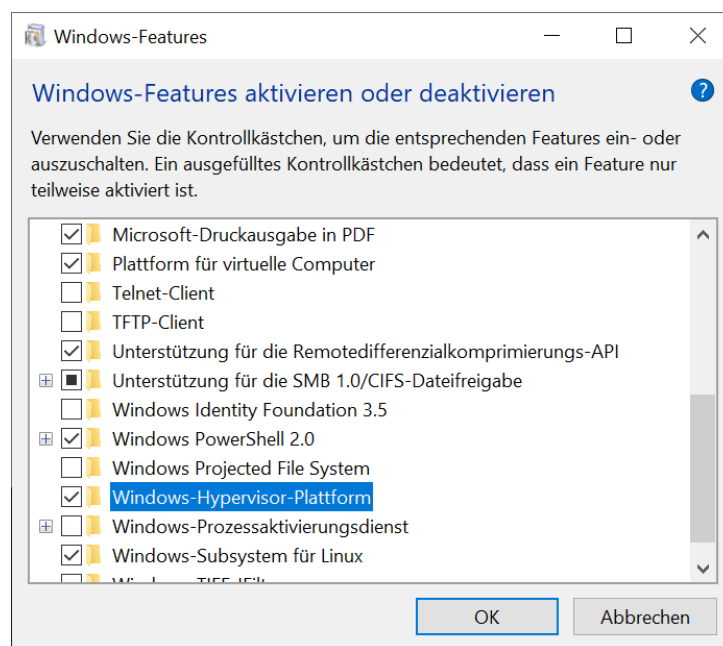 Windows-Features
Windows-Features aktivieren oder deaktivieren
?
Verwenden Sie die Kontrollkästchen, um die entsprechenden Features ein- oder
auszuschalten. Ein ausgefülltes Kontrollkästchen bedeutet, dass ein Feature nur
teilweise aktiviert ist.
Microsoft-Druckausgabe in PDF
Plattform für virtuelle Computer
Telnet-Client
TFTP-Client
Unterstützung für die Remotedifferenzialkomprimierungs-API
Unterstützung für die SMB 1.0/CIFS-Dateifreigabe
Windows Identity Foundation 3.5
Windows PowerShell 2.0
Windows Projected File System
Windows-Hypervisor-Plattform
Windows-Prozessaktivierungsdienst
Windows-Subsystem für Linux
OK
Abbrechen